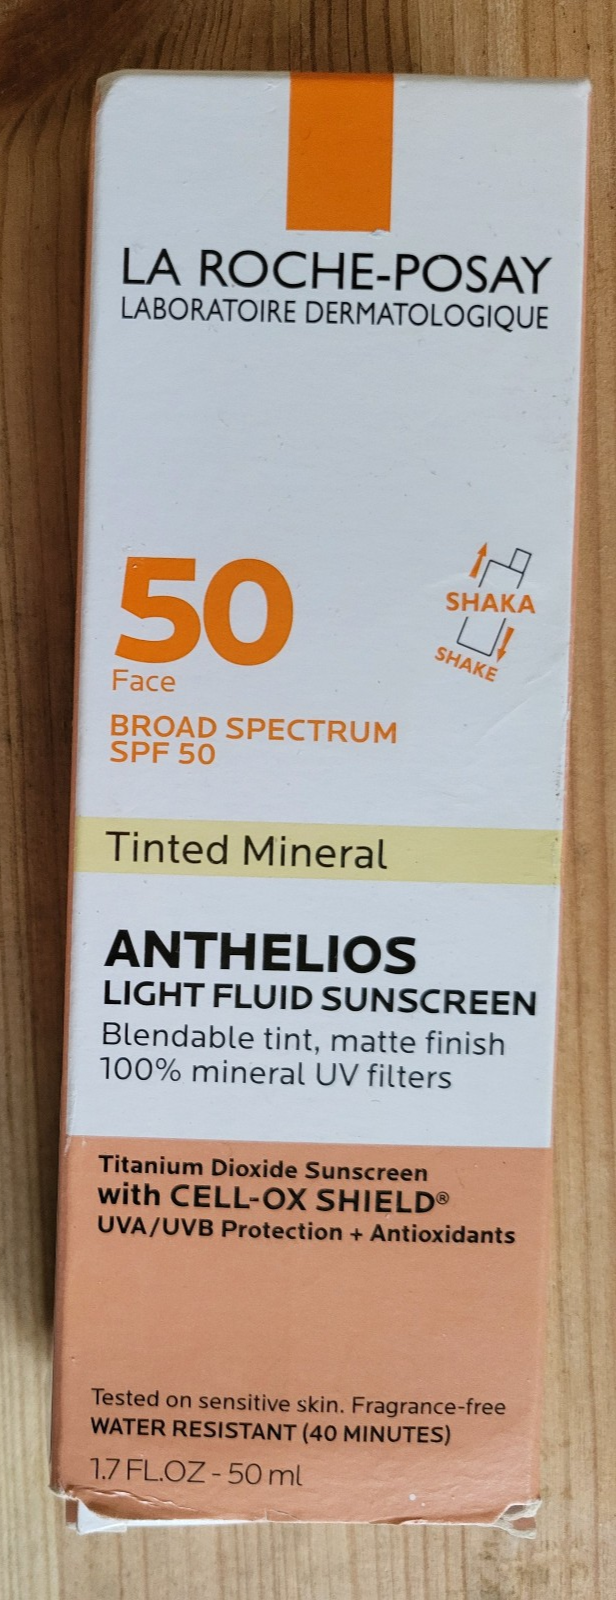 LA ROCHE-POSAY
LABORATOIRE DERMATOLOGIQUE
50
Face
SHAKA
SHAKE
BROAD SPECTRUM
SPF 50
Tinted Mineral
ANTHELIOS
LIGHT FLUID SUNSCREEN
Blendable tint, matte finish
100% mineral UV filters
Titanium Dioxide Sunscreen
with CELL-OX SHIELD®
UVA/UVB Protection + Antioxidants
Tested on sensitive skin. Fragrance-free
WATER RESISTANT (40 MINUTES)
1.7 FL.OZ - 50 ml